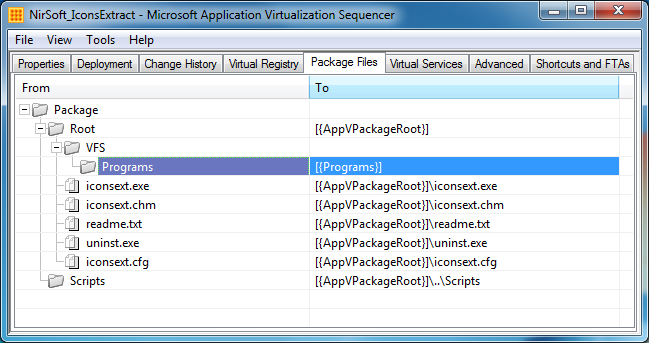 NirSoft_IconsExtract - Microsoft Application Virtualization Sequencer
File View Tools Help
Properties Deployment Change History Virtual Registry Package Files Virtual Services Advanced Shortcuts and FTAs
From To
Package
Root [{AppVPackageRoot}]
VFS
Programs [{Programs}]
iconsext.exe [{AppVPackageRoot}]\iconsext.exe
iconsext.chm [{AppVPackageRoot}]\iconsext.chm
readme.txt [{AppVPackageRoot}]\readme.txt
uninst.exe [{AppVPackageRoot}]\uninst.exe
iconsext.cfg [{AppVPackageRoot}]\iconsext.cfg
Scripts [{AppVPackageRoot}]\..\Scripts